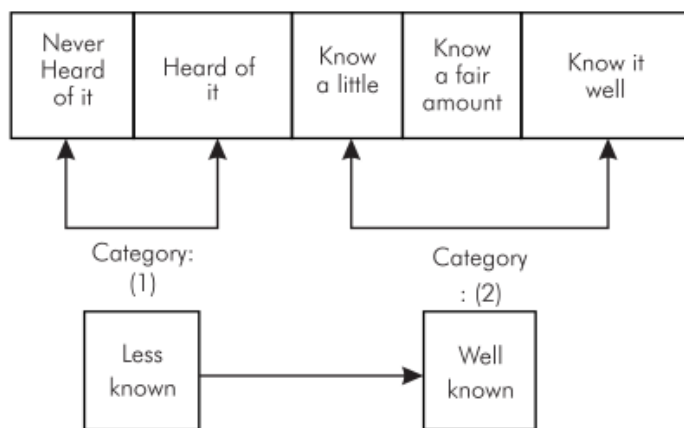 Never
Heard
of it
Heard of
it
Know
a little
Know
a fair
amount
Know it
well
Category:
(1)
Category
: (2)
Less
known
Well
known